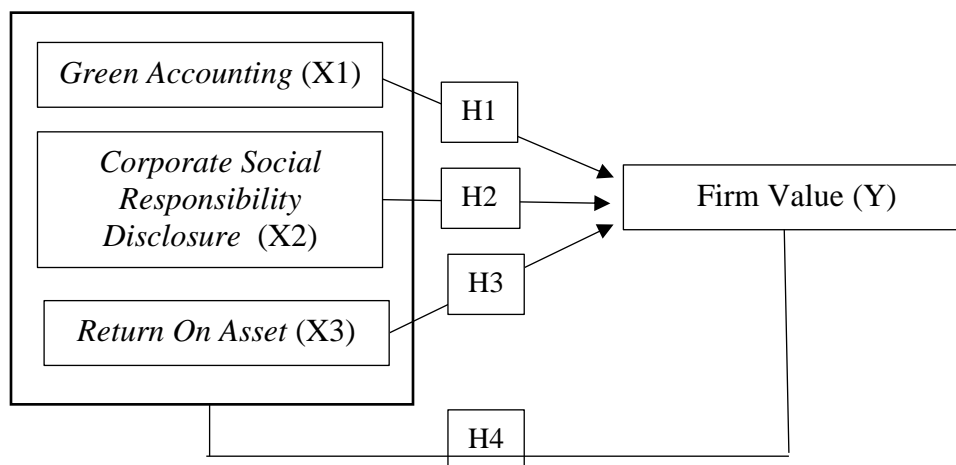 Green Accounting (X1)
H1
Corporate Social
Responsibility
Disclosure (X2)
H2
Firm Value (Y)
H3
Return On Asset (X3)
H4